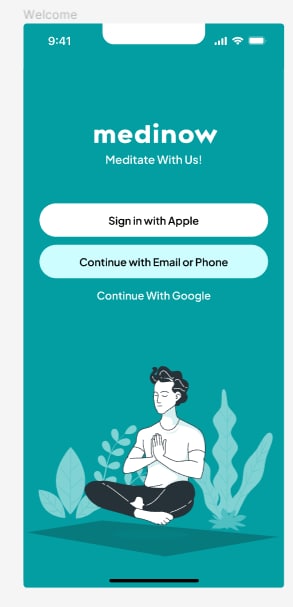 Welcome
9:41
medinow
Meditate With Us!
Sign in with Apple
Continue with Email or Phone
Continue With Google